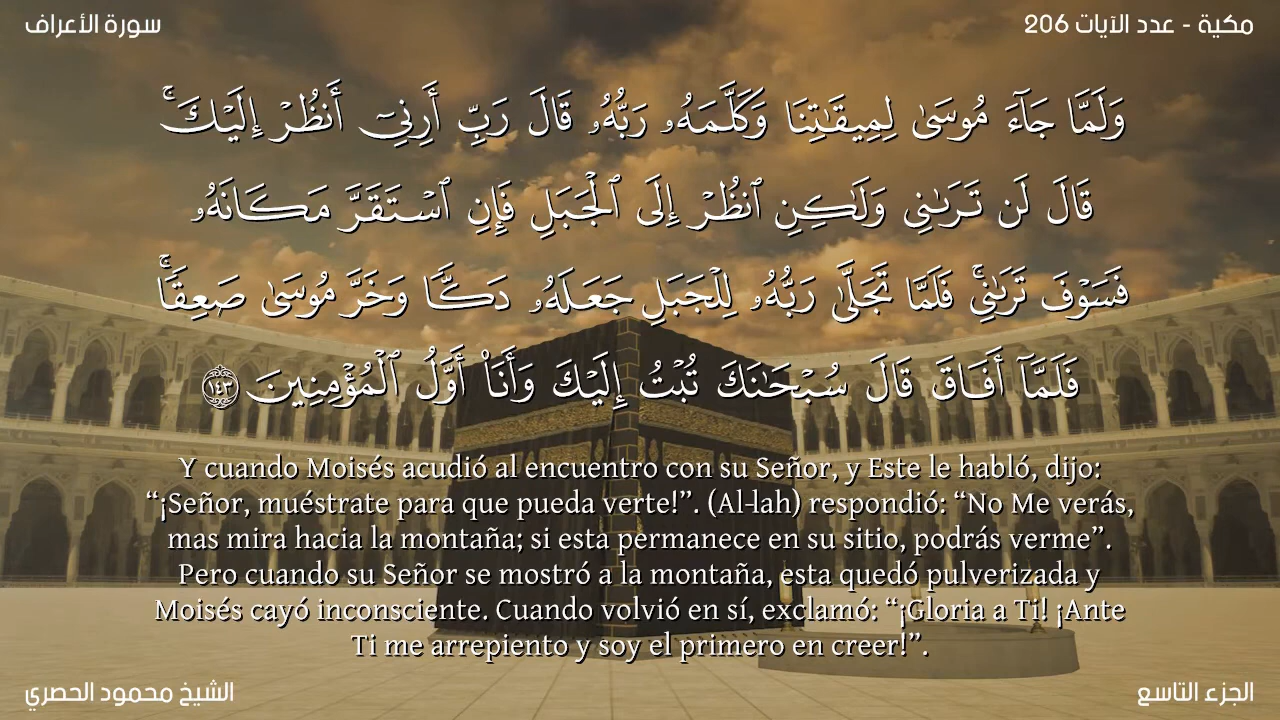 سورة الأعراف
مكية - عدد الآيات 206
وَلَمَّا جَآءَ مُوسَىٰ لِمِيقَـٰتِنَا وَكَلَّمَهُۥ رَبُّهُۥ قَالَ رَبِّ أَرِنِىٓ أَنظُرْ إِلَيْكَ ۚ
قَالَ لَن تَرَىٰنِى وَلَـٰكِنِ ٱنظُرْ إِلَى ٱلْجَبَلِ فَإِنِ ٱسْتَقَرَّ مَكَانَهُۥ
فَسَوْفَ تَرَىٰنِى ۚ فَلَمَّا تَجَلَّىٰ رَبُّهُۥ لِلْجَبَلِ جَعَلَهُۥ دَكًّا وَخَرَّ مُوسَىٰ صَعِقًا ۚ
فَلَمَّآ أَفَاقَ قَالَ سُبْحَـٰنَكَ تُبْتُ إِلَيْكَ وَأَنَا۠ أَوَّلُ ٱلْمُؤْمِنِينَ ١٤٣
Y cuando Moisés acudió al encuentro con su Señor, y Este le habló, dijo:
“¡Señor, muéstrate para que pueda verte!”. (Al-lah) respondió: “No Me verás,
mas mira hacia la montaña; si esta permanece en su sitio, podrás verme”.
Pero cuando su Señor se mostró a la montaña, esta quedó pulverizada y
Moisés cayó inconsciente. Cuando volvió en sí, exclamó: “¡Gloria a Ti! ¡Ante
Ti me arrepiento y soy el primero en creer!”.
الشيخ محمود الحصري
الجزء التاسع